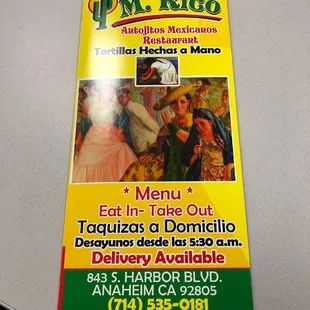 M. RICO
Antojitos Mexicanos
Restaurant
Tortillas Hechas a Mano
* Menu *
Eat In- Take Out
Taquizas a Domicilio
Desayunos desde las 5:30 a.m.
Delivery Available
843 S. HARBOR BLVD.
ANAHEIM CA 92805
(714) 535-0181